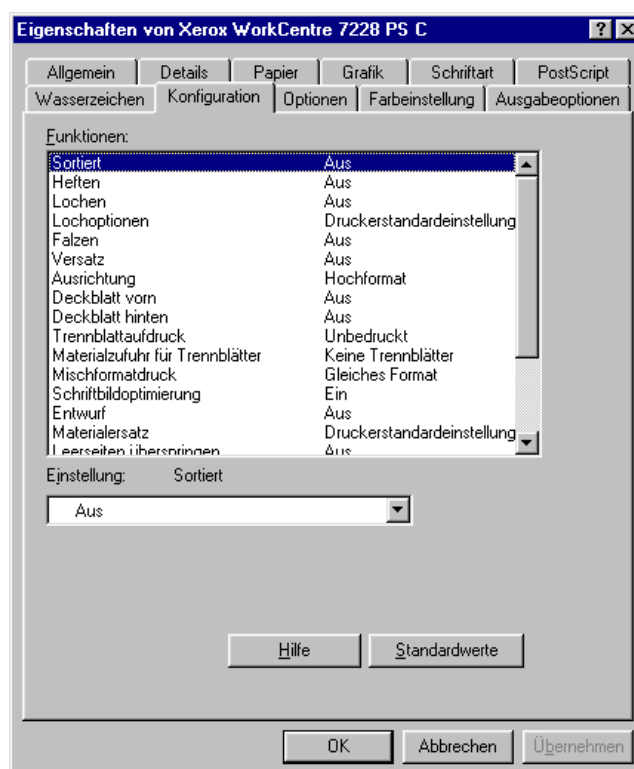 Eigenschaften von Xerox WorkCentre 7228 PS C
Allgemein Details Papier Grafik Schriftart PostScript
Wasserzeichen Konfiguration Optionen Farbeinstellung Ausgabeoptionen
Funktionen:
Sortiert Aus
Heften Aus
Lochen Aus
Lochoptionen Druckerstandardeinstellung
Falzen Aus
Versatz Aus
Ausrichtung Hochformat
Deckblatt vorn Aus
Deckblatt hinten Aus
Trennblattaufdruck Unbedruckt
Materialzufuhr für Trennblätter Keine Trennblätter
Mischformatdruck Gleiches Format
Schriftbildoptimierung Ein
Entwurf Aus
Materialersatz Druckerstandardeinstellung
Leerseiten überspringen Aus
Einstellung: Sortiert
Aus
Hilfe Standardwerte
OK Abbrechen Übernehmen